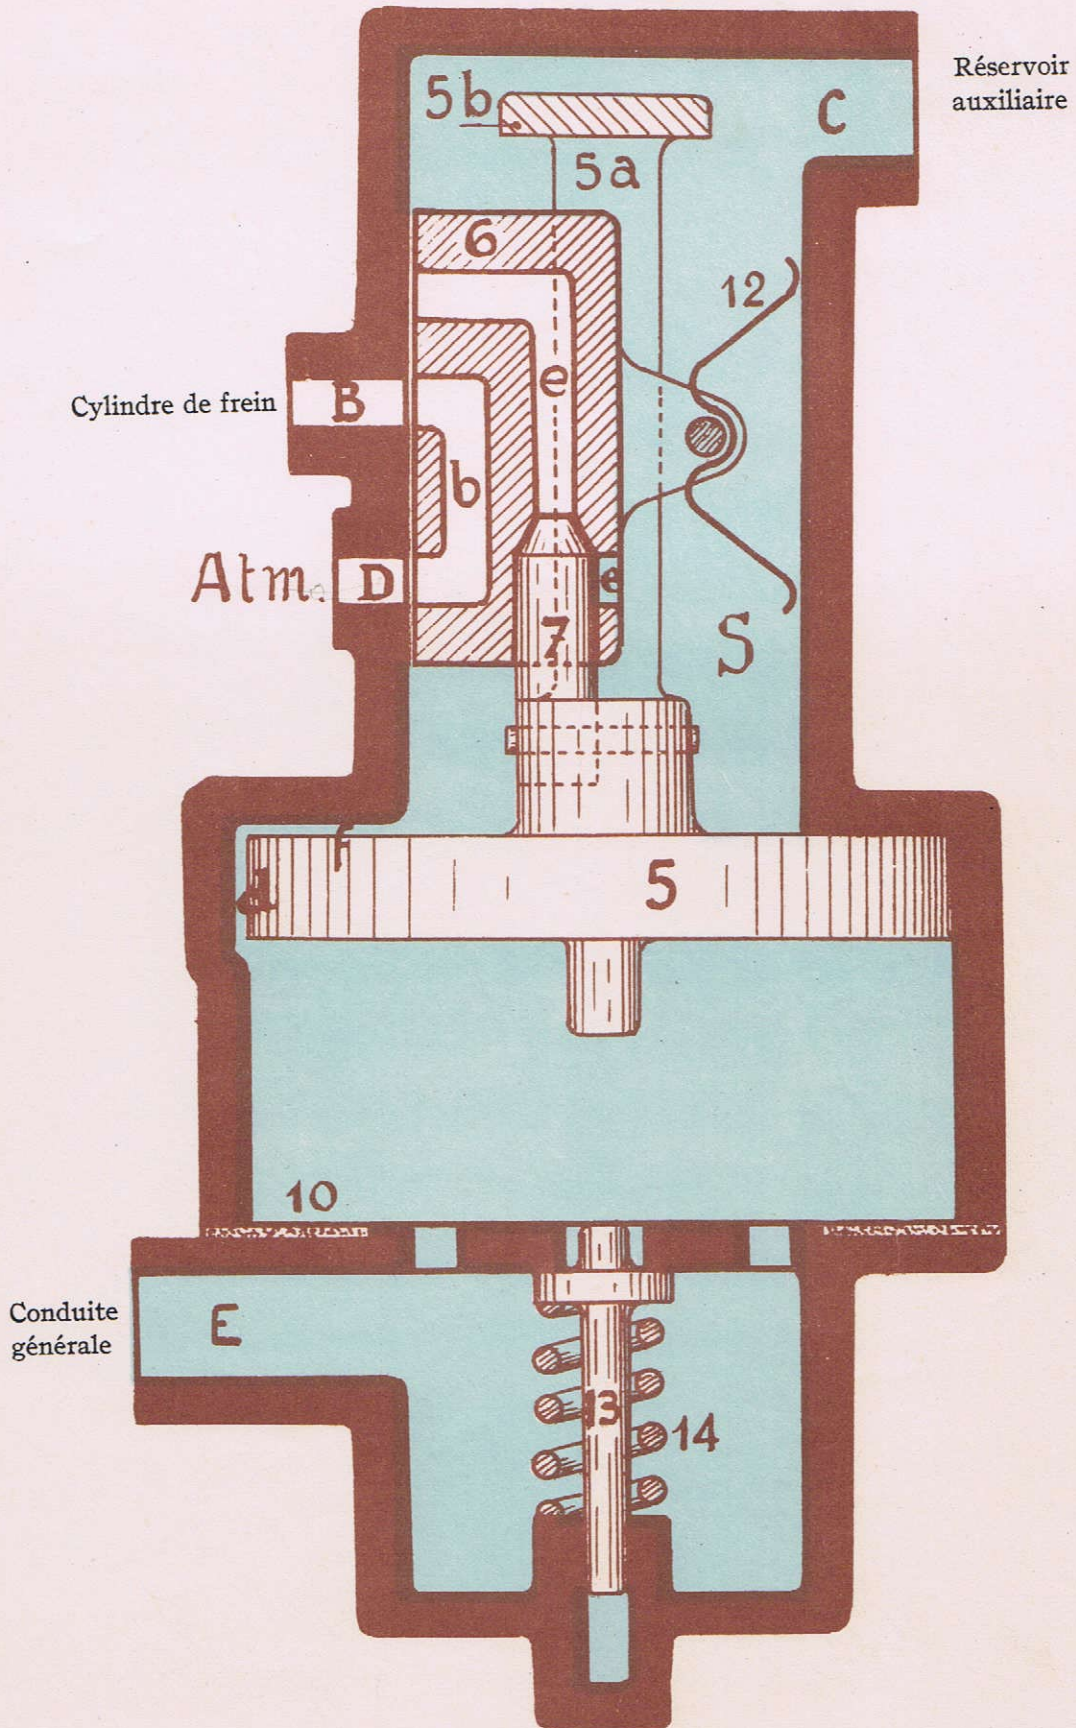 Réservoir
auxiliaire
C
5b
5a
6
12
e
Cylindre de frein
B
b
Atm.
D
e
7
S
f
d
5
10
Conduite
générale
E
13
14